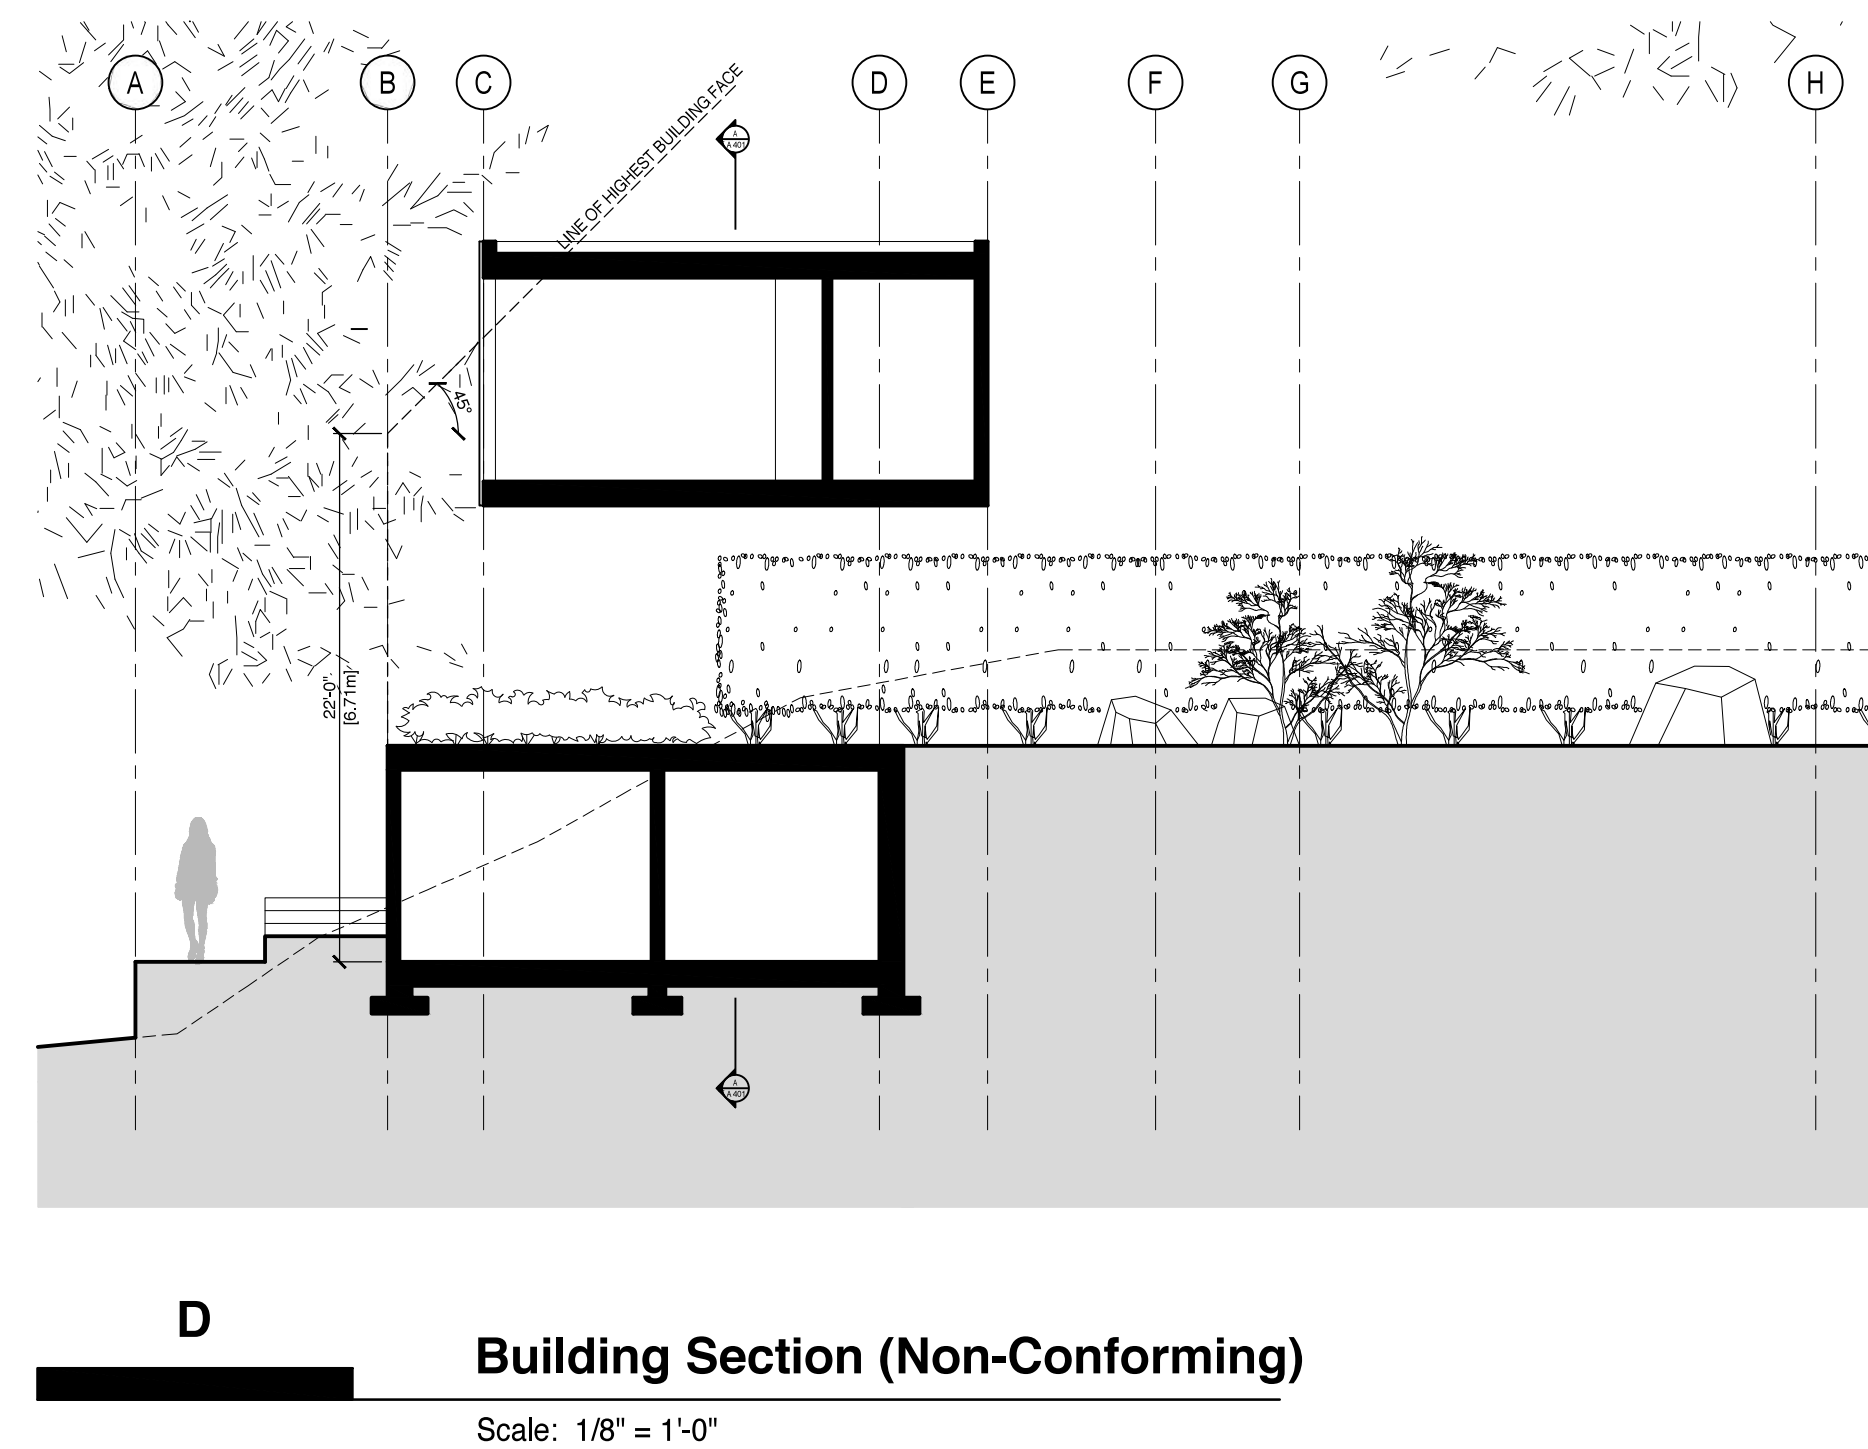 A
B
C
D
E
F
G
H
LINE OF HIGHEST BUILDING FACE
A
A 401
45°
22'-0"
[6.71m]
A
A 401
D
Building Section (Non-Conforming)
Scale: 1/8" = 1'-0"